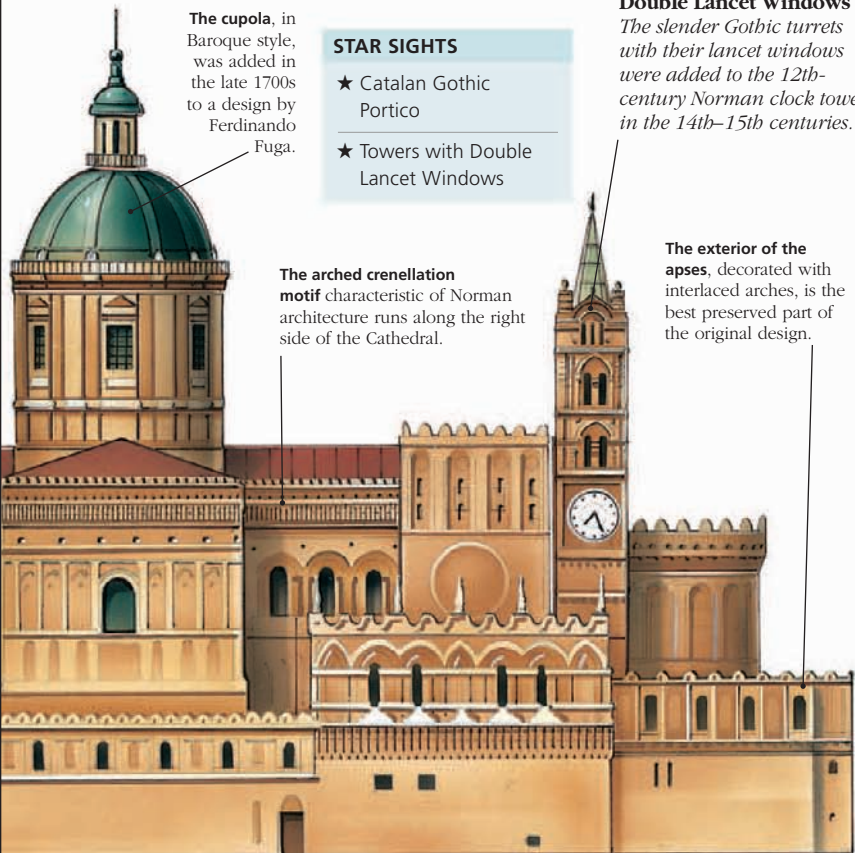 The cupola, in
Baroque style,
was added in
the late 1700s
to a design by
Ferdinando
Fuga.
STAR SIGHTS
★ Catalan Gothic
Portico
★ Towers with Double
Lancet Windows
Double Lancet Windows
The slender Gothic turrets
with their lancet windows
were added to the 12th-
century Norman clock towe
in the 14th–15th centuries.
The arched crenellation
motif characteristic of Norman
architecture runs along the right
side of the Cathedral.
The exterior of the
apses, decorated with
interlaced arches, is the
best preserved part of
the original design.